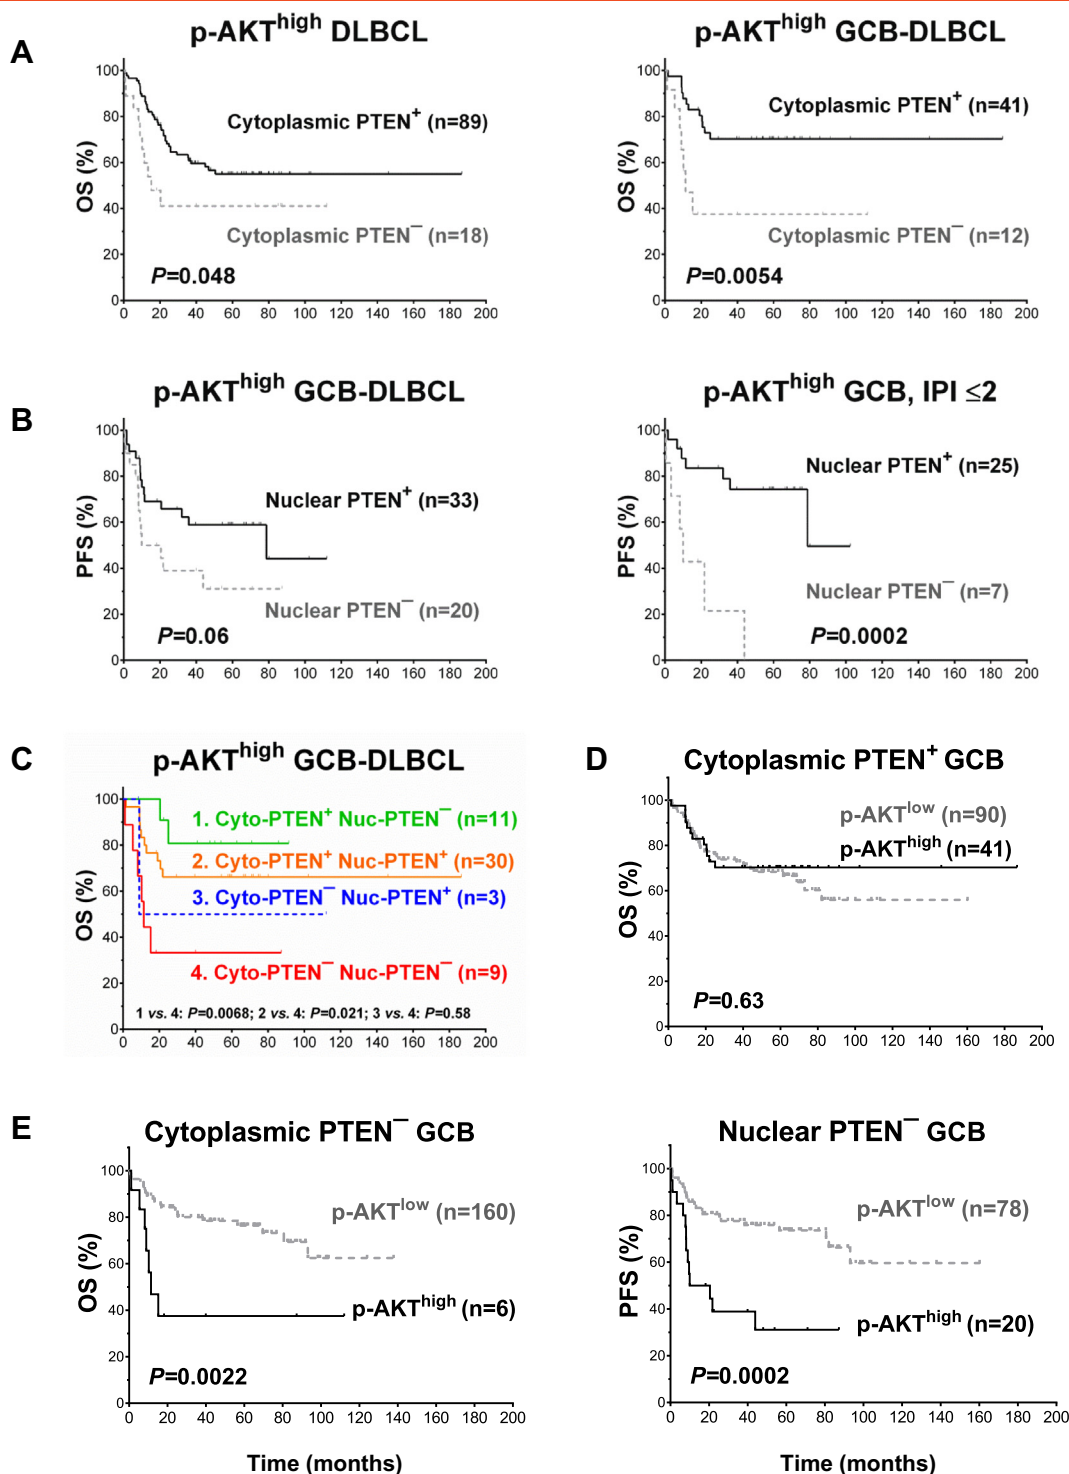 A
p-AKThigh DLBCL
OS (%)
100
80
60
40
20
0
Cytoplasmic PTEN+ (n=89)
Cytoplasmic PTEN– (n=18)
P=0.048
0 20 40 60 80 100 120 140 160 180 200
p-AKThigh GCB-DLBCL
OS (%)
100
80
60
40
20
0
Cytoplasmic PTEN+ (n=41)
Cytoplasmic PTEN– (n=12)
P=0.0054
0 20 40 60 80 100 120 140 160 180 200
B
p-AKThigh GCB-DLBCL
PFS (%)
100
80
60
40
20
0
Nuclear PTEN+ (n=33)
Nuclear PTEN– (n=20)
P=0.06
0 20 40 60 80 100 120 140 160 180 200
p-AKThigh GCB, IPI ≤2
PFS (%)
100
80
60
40
20
0
Nuclear PTEN+ (n=25)
Nuclear PTEN– (n=7)
P=0.0002
0 20 40 60 80 100 120 140 160 180 200
C
p-AKThigh GCB-DLBCL
OS (%)
100
80
60
40
20
0
1. Cyto-PTEN+ Nuc-PTEN– (n=11)
2. Cyto-PTEN+ Nuc-PTEN+ (n=30)
3. Cyto-PTEN– Nuc-PTEN+ (n=3)
4. Cyto-PTEN– Nuc-PTEN– (n=9)
1 vs. 4: P=0.0068; 2 vs. 4: P=0.021; 3 vs. 4: P=0.58
0 20 40 60 80 100 120 140 160 180 200
D
Cytoplasmic PTEN+ GCB
OS (%)
100
80
60
40
20
0
p-AKTlow (n=90)
p-AKThigh (n=41)
P=0.63
0 20 40 60 80 100 120 140 160 180 200
E
Cytoplasmic PTEN– GCB
OS (%)
100
80
60
40
20
0
p-AKTlow (n=160)
p-AKThigh (n=6)
P=0.0022
0 20 40 60 80 100 120 140 160 180 200
Time (months)
Nuclear PTEN– GCB
PFS (%)
100
80
60
40
20
0
p-AKTlow (n=78)
p-AKThigh (n=20)
P=0.0002
0 20 40 60 80 100 120 140 160 180 200
Time (months)